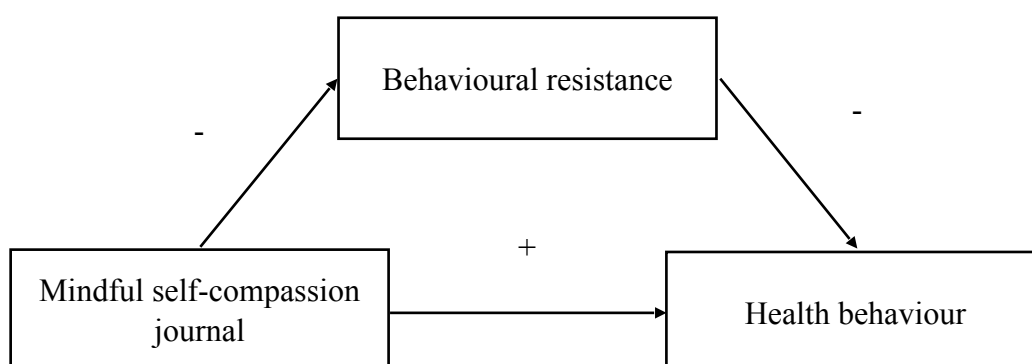 Behavioural resistance
-
-
+
Mindful self-compassion
journal
Health behaviour